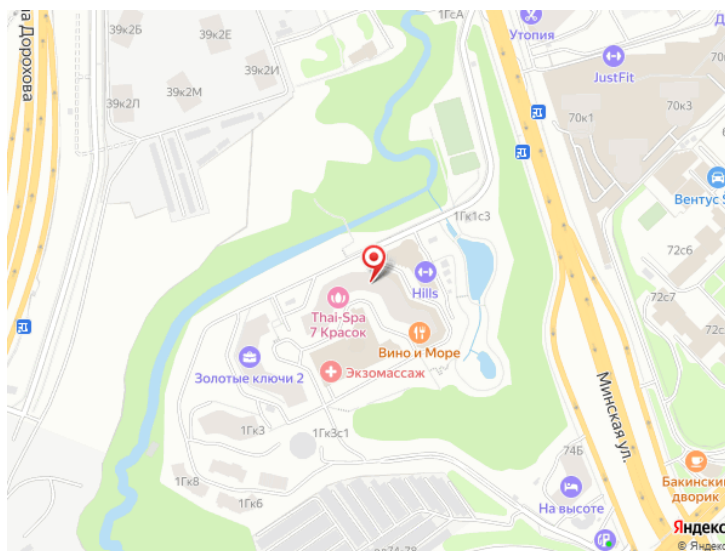 на Дорохова
39к2Б
39к2Е
39к2И
39к2М
39к2Л
1ГсА
Утопия
JustFit
70к1
70к3
Вентус S
72с6
72с7
1Гк1с3
Hills
Thai-Spa
7 Красок
Вино и Море
Экзомассаж
Золотые ключи 2
1Гк3
1Гк3с1
1Гк8
1Гк6
Минская ул.
74Б
На высоте
Бакинский
дворик
Яндекс
© Яндекс